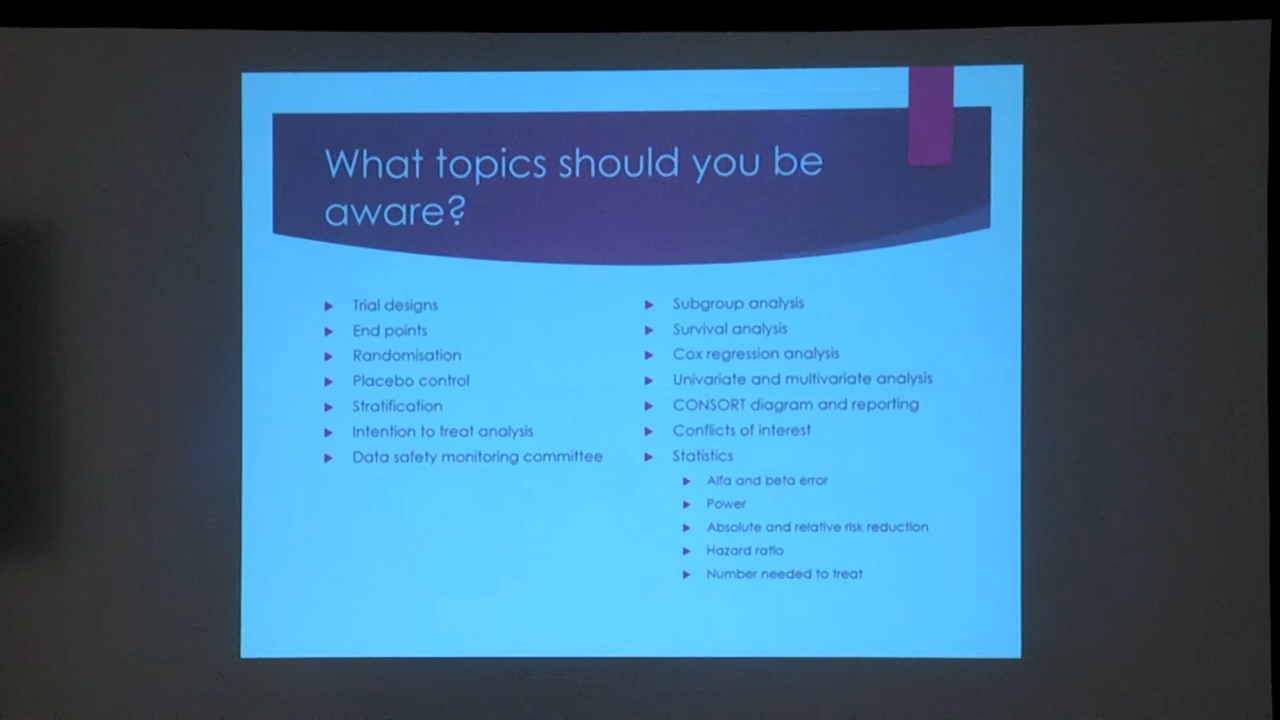 What topics should you be
aware?
Trial designs
End points
Randomisation
Placebo control
Stratification
Intention to treat analysis
Data safety monitoring committee
Subgroup analysis
Survival analysis
Cox regression analysis
Univariate and multivariate analysis
CONSORT diagram and reporting
Conflicts of interest
Statistics
Alfa and beta error
Power
Absolute and relative risk reduction
Hazard ratio
Number needed to treat